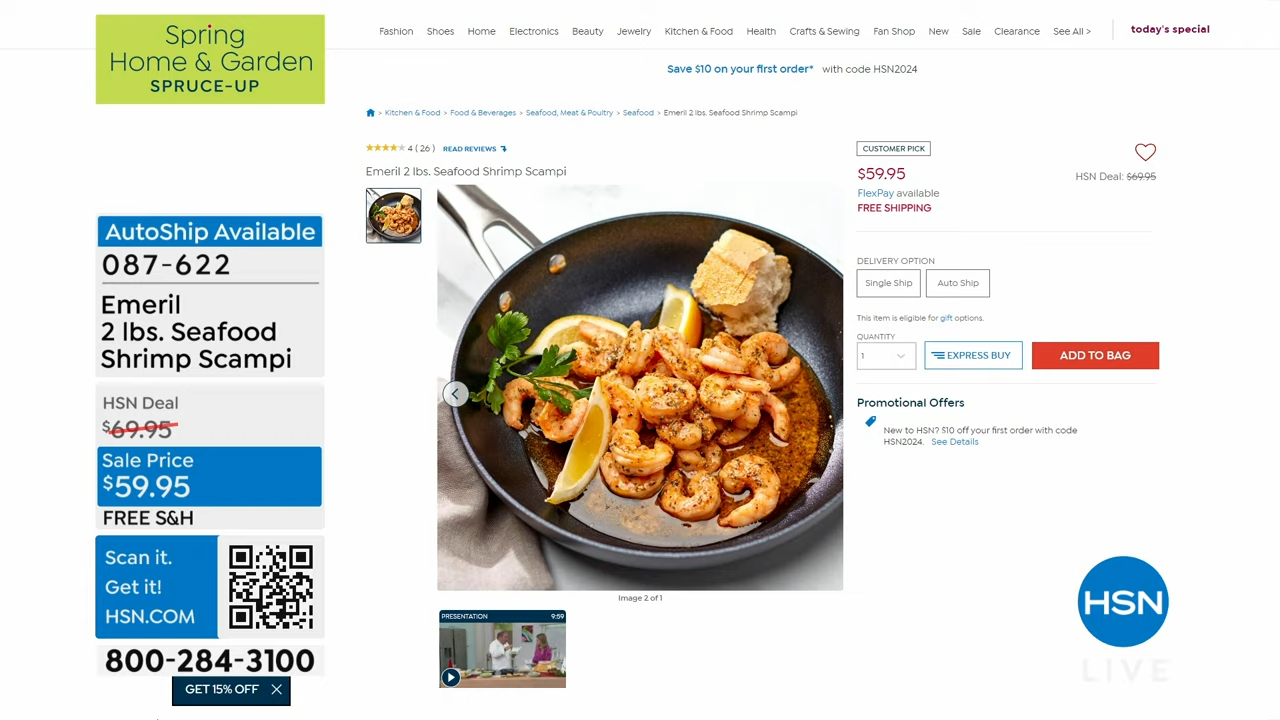 Spring
Home & Garden
SPRUCE-UP
Fashion Shoes Home Electronics Beauty Jewelry Kitchen & Food Health Crafts & Sewing Fan Shop New Sale Clearance See All > today's special
Save $10 on your first order* with code HSN2024
> Kitchen & Food > Food & Beverages > Seafood, Meat & Poultry > Seafood > Emeril 2 lbs. Seafood Shrimp Scampi
4 ( 26 ) READ REVIEWS
Emeril 2 lbs. Seafood Shrimp Scampi
CUSTOMER PICK
$59.95
HSN Deal: $69.95
FlexPay available
FREE SHIPPING
DELIVERY OPTION
Single Ship Auto Ship
This item is eligible for gift options.
QUANTITY
1 EXPRESS BUY ADD TO BAG
Promotional Offers
New to HSN? $10 off your first order with code
HSN2024. See Details
AutoShip Available
087-622
Emeril
2 lbs. Seafood
Shrimp Scampi
HSN Deal
$69.95
Sale Price
$59.95
FREE S&H
Scan it.
Get it!
HSN.COM
800-284-3100
GET 15% OFF
Image 2 of 1
PRESENTATION 9:59
HSN
LIVE